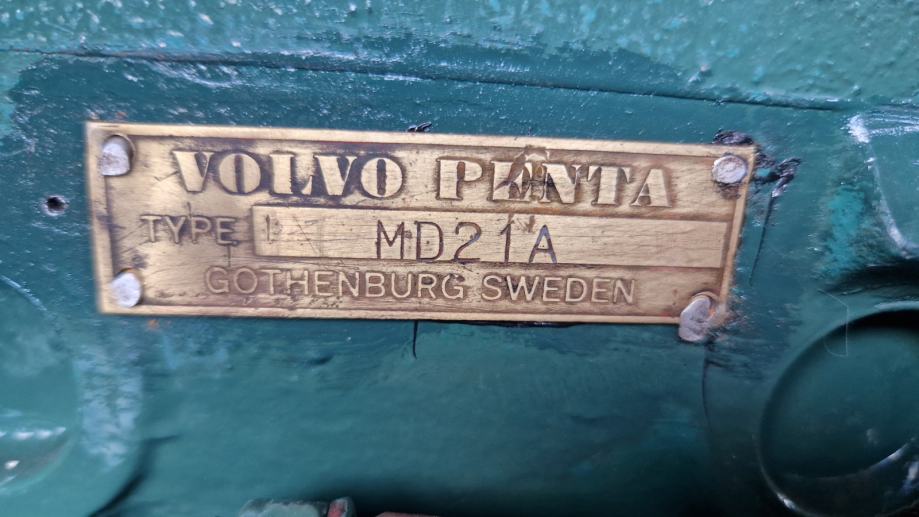 VOLVO PENTA
TYPE MD21A
GOTHENBURG SWEDEN